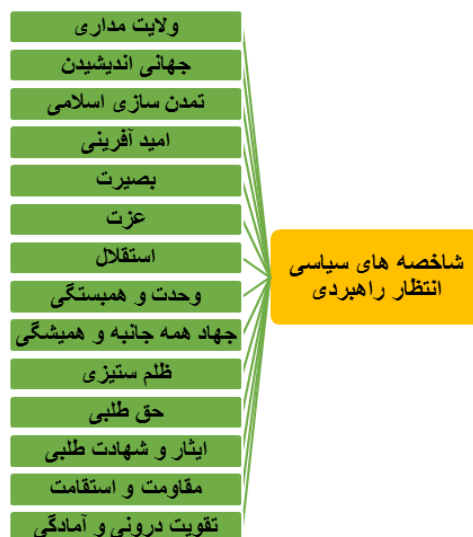 شاخصه های سیاسی
انتظار راهبردی
ولایت مداری
جهانی اندیشیدن
تمدن سازی اسلامی
امید آفرینی
بصیرت
عزت
استقلال
وحدت و همبستگی
جهاد همه جانبه و همیشگی
ظلم ستیزی
حق طلبی
ایثار و شهادت طلبی
مقاومت و استقامت
تقویت درونی و آمادگی